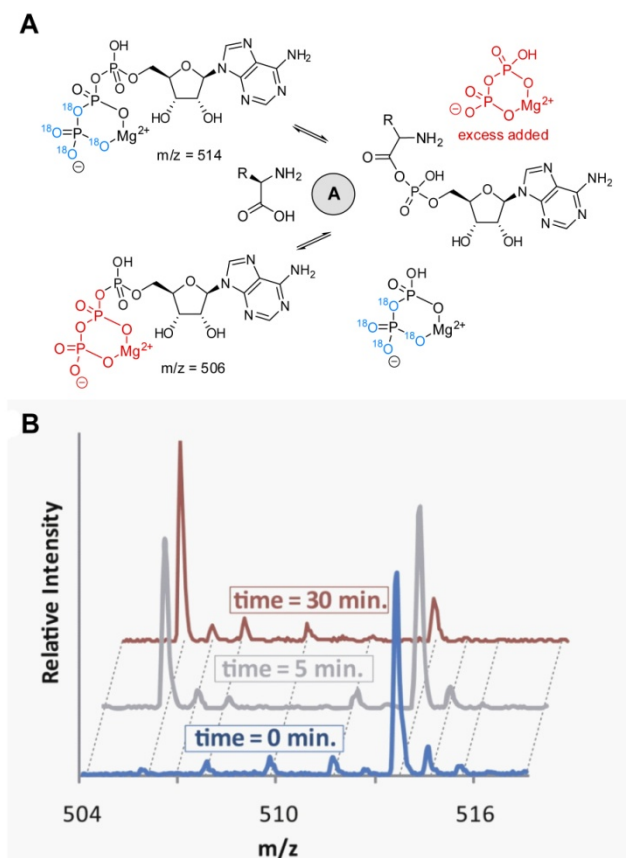 A
OH
P O
O O
O
N
N
NH2
N
N
P O
18O
18O P 18O Mg2+
18O
⊖
HO OH
m/z = 514
OH
O P O
O Mg2+
O P O
⊖ O
excess added
R
NH2
O
O OH
P O
O
O
N
N
NH2
N
N
HO OH
R NH2
O OH
A
OH
P O
O O
O
N
N
NH2
N
N
O P O
O P O Mg2+
O
⊖
HO OH
m/z = 506
OH
O P O
18O
18O P 18O Mg2+
18O
⊖
B
Relative Intensity
time = 30 min.
time = 5 min.
time = 0 min.
504 510 516
m/z